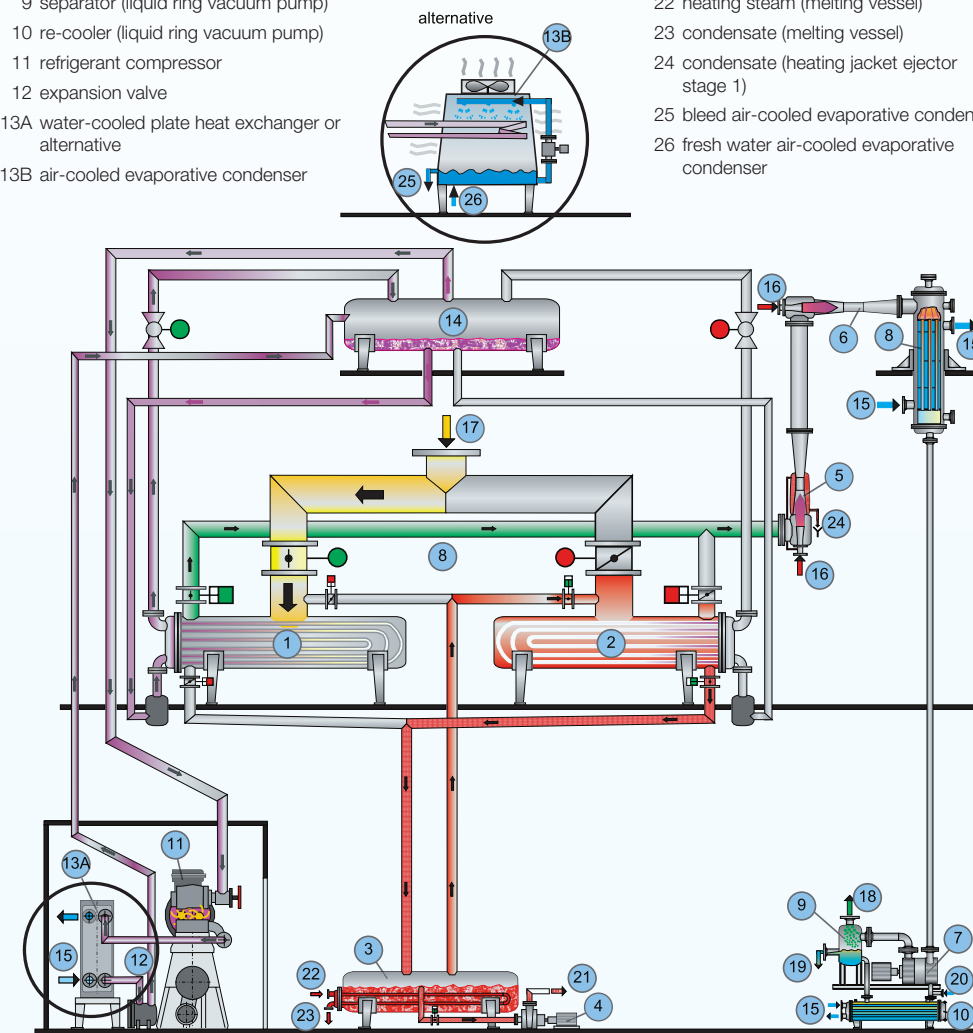 9 separator (liquid ring vacuum pump)
10 re-cooler (liquid ring vacuum pump)
11 refrigerant compressor
12 expansion valve
13A water-cooled plate heat exchanger or
alternative
13B air-cooled evaporative condenser
alternative
22 heating steam (melting vessel)
23 condensate (melting vessel)
24 condensate (heating jacket ejector
stage 1)
25 bleed air-cooled evaporative conden
26 fresh water air-cooled evaporative
condenser
13B
25
26
14
16
6
8
15
15
17
5
24
8
16
1
2
11
13A
15
12
3
22
23
21
4
9
18
19
7
20
15
10